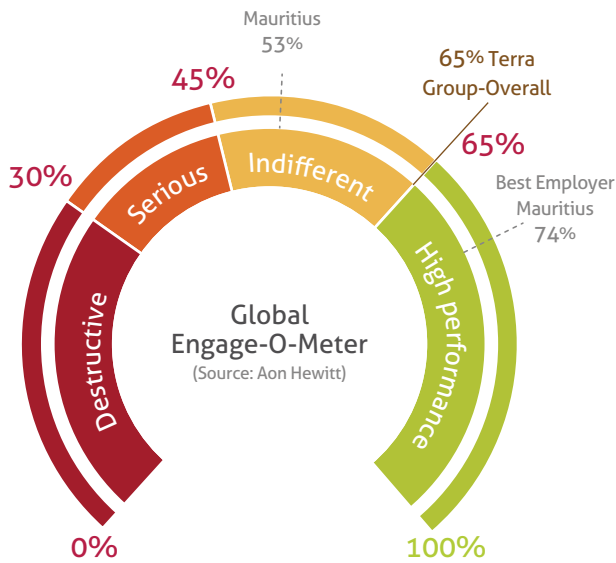 Mauritius
53%
65% Terra
Group-Overall
45%
65%
30%
Best Employer
Mauritius
74%
Destructive
Serious
Indifferent
High performance
Global
Engage-O-Meter
(Source: Aon Hewitt)
0%
100%